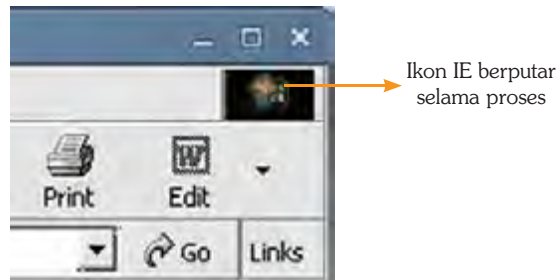 Ikon IE berputar
selama proses
Print
Edit
Go
Links